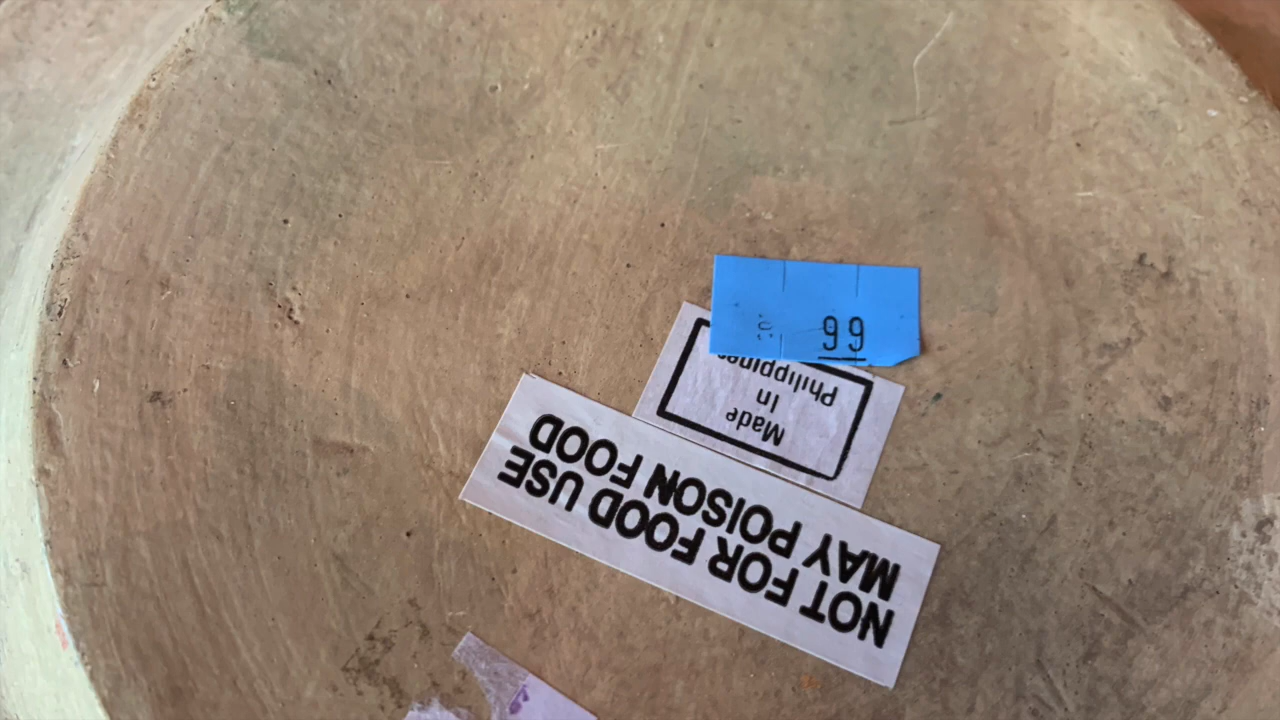 NOT FOR FOOD USE
MAY POISON FOOD
Made
In
Philippines
99